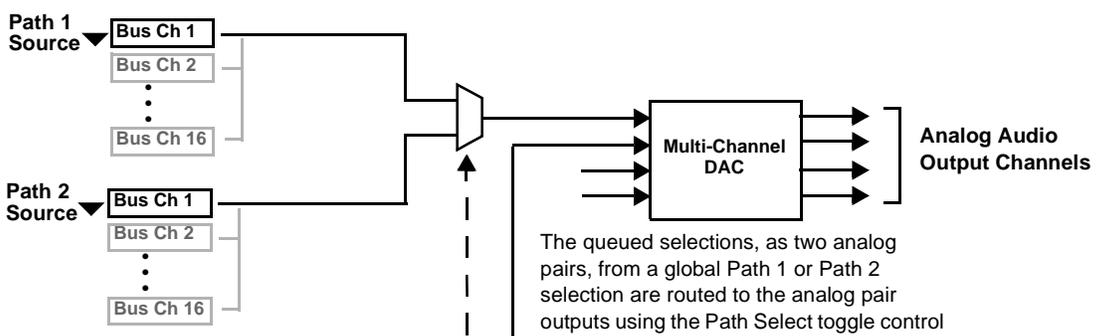 Path 1
Source
Bus Ch 1
Bus Ch 2
Bus Ch 16
Path 2
Source
Bus Ch 1
Bus Ch 2
Bus Ch 16
Multi-Channel
DAC
Analog Audio
Output Channels
The queued selections, as two analog
pairs, from a global Path 1 or Path 2
selection are routed to the analog pair
outputs using the Path Select toggle control